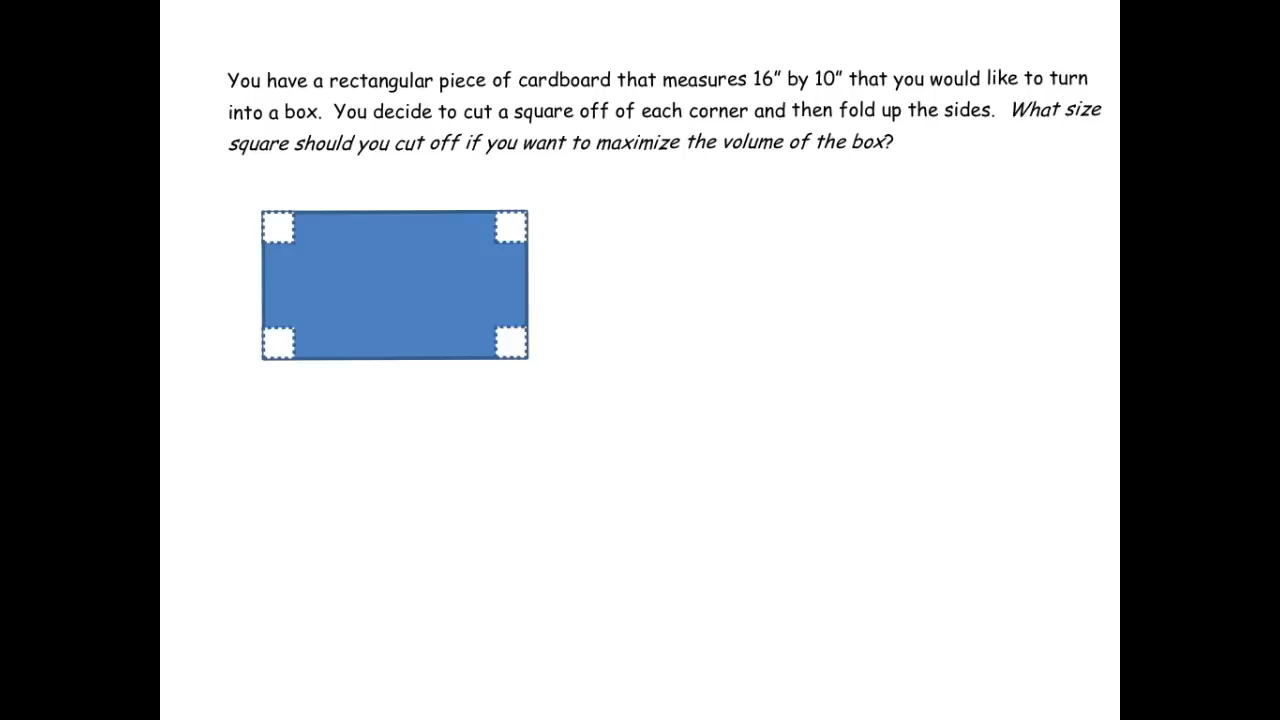 You have a rectangular piece of cardboard that measures 16” by 10” that you would like to turn
into a box.  You decide to cut a square off of each corner and then fold up the sides.   What size
square should you cut off if you want to maximize the volume of the box?